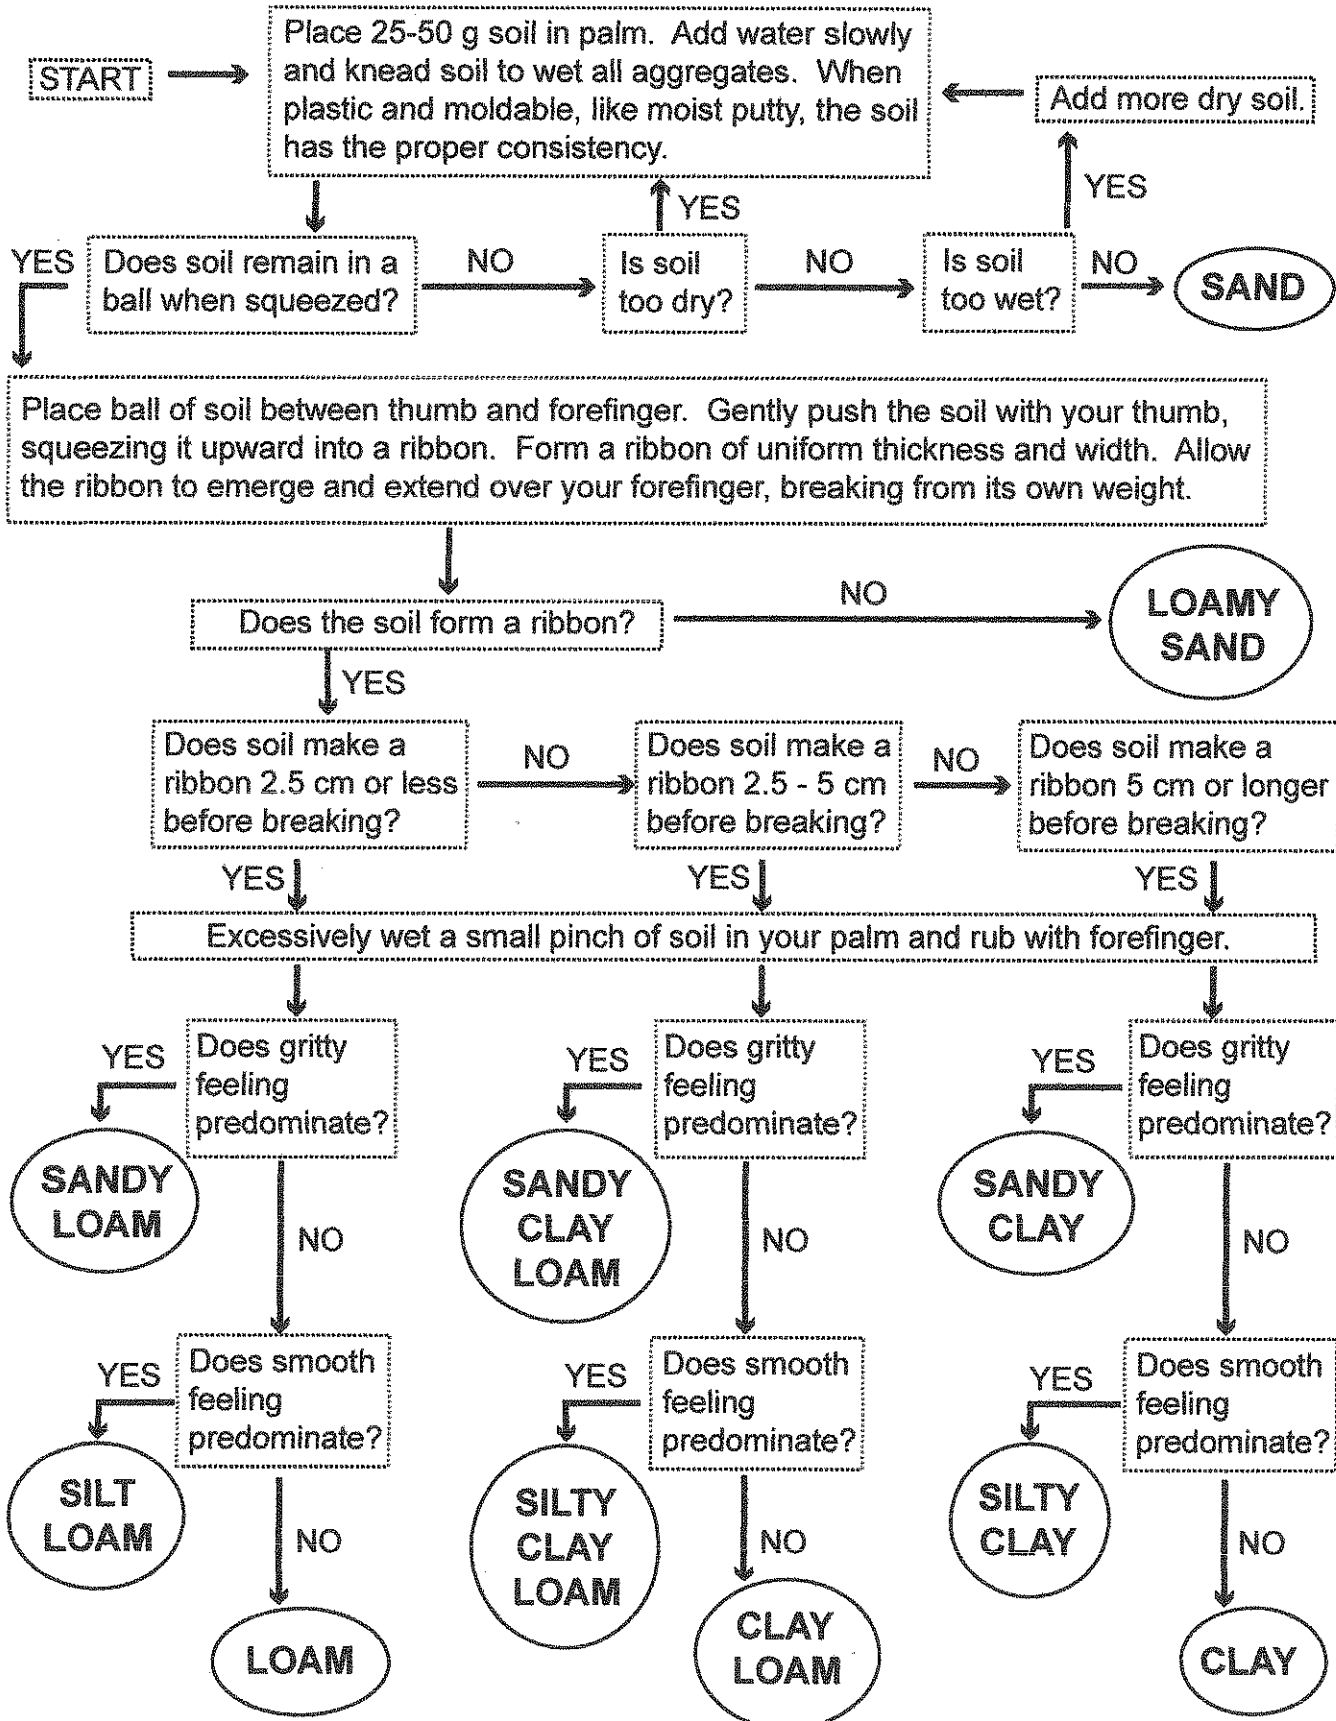 START
Place 25-50 g soil in palm. Add water slowly
and knead soil to wet all aggregates. When
plastic and moldable, like moist putty, the soil
has the proper consistency.
Add more dry soil.
YES
YES
YES
Does soil remain in a
ball when squeezed?
NO
Is soil
too dry?
NO
Is soil
too wet?
NO
SAND
Place ball of soil between thumb and forefinger. Gently push the soil with your thumb,
squeezing it upward into a ribbon. Form a ribbon of uniform thickness and width. Allow
the ribbon to emerge and extend over your forefinger, breaking from its own weight.
Does the soil form a ribbon?
NO
LOAMY
SAND
YES
Does soil make a
ribbon 2.5 cm or less
before breaking?
NO
Does soil make a
ribbon 2.5 - 5 cm
before breaking?
NO
Does soil make a
ribbon 5 cm or longer
before breaking?
YES
YES
YES
Excessively wet a small pinch of soil in your palm and rub with forefinger.
YES
Does gritty
feeling
predominate?
YES
Does gritty
feeling
predominate?
YES
Does gritty
feeling
predominate?
SANDY
LOAM
NO
SANDY
CLAY
LOAM
NO
SANDY
CLAY
NO
YES
Does smooth
feeling
predominate?
YES
Does smooth
feeling
predominate?
YES
Does smooth
feeling
predominate?
SILT
LOAM
NO
SILTY
CLAY
LOAM
NO
SILTY
CLAY
NO
LOAM
CLAY
LOAM
CLAY